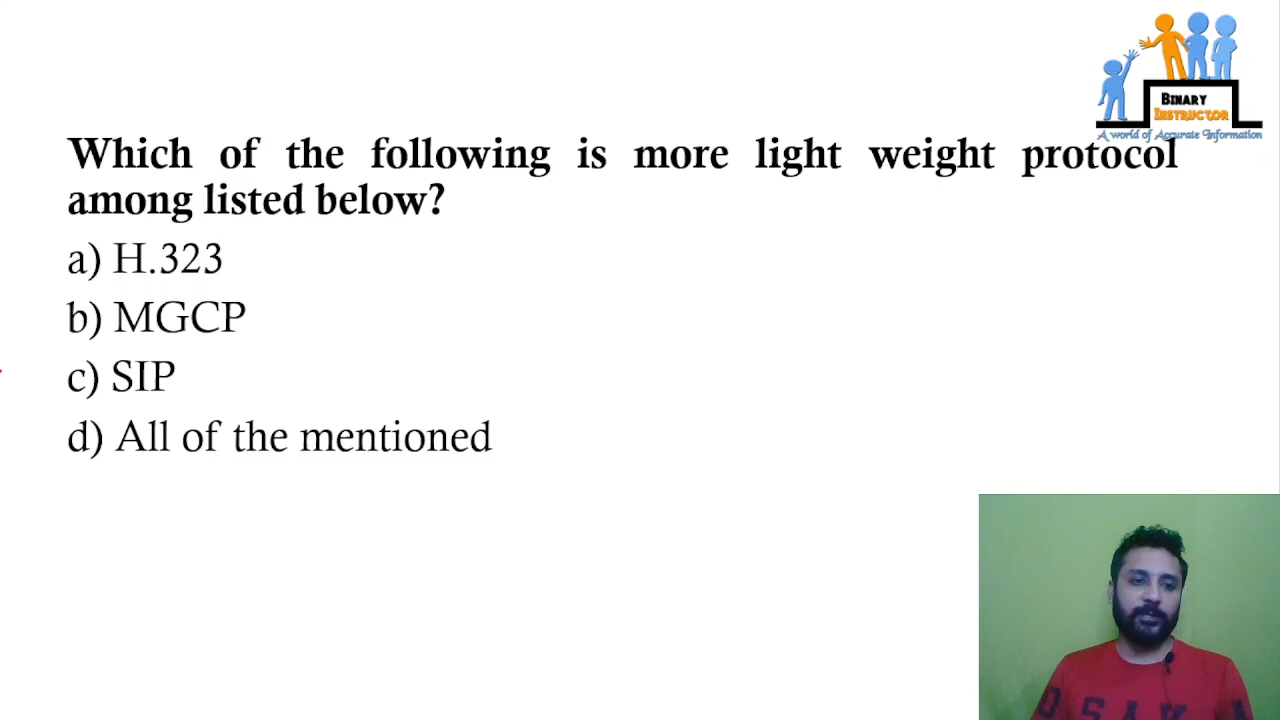 BINARY
INSTRUCTOR
A world of Accurate Information
Which of the following is more light weight protocol
among listed below?
a) H.323
b) MGCP
c) SIP
d) All of the mentioned
OSAKA